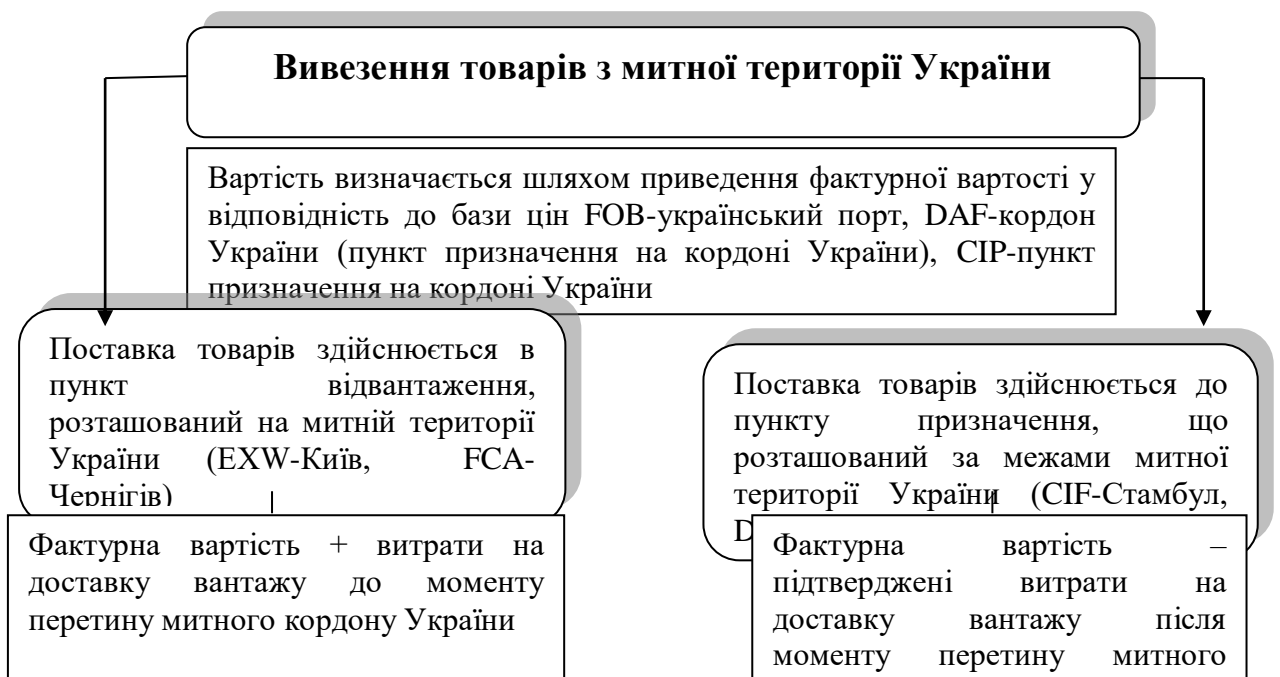 Вивезення товарів з митної території України
Вартість визначається шляхом приведення фактурної вартості у
відповідність до бази цін FOB-український порт, DAF-кордон
України (пункт призначення на кордоні України), CIP-пункт
призначення на кордоні України
Поставка товарів здійснюється в
пункт відвантаження,
розташований на митній території
України (EXW-Київ, FCA-
Чернігів)
Фактурна вартість + витрати на
доставку вантажу до моменту
перетину митного кордону України
Поставка товарів здійснюється до
пункту призначення, що
розташований за межами митної
території України (CIF-Стамбул,
Фактурна вартість –
підтверджені витрати на
доставку вантажу після
моменту перетину митного